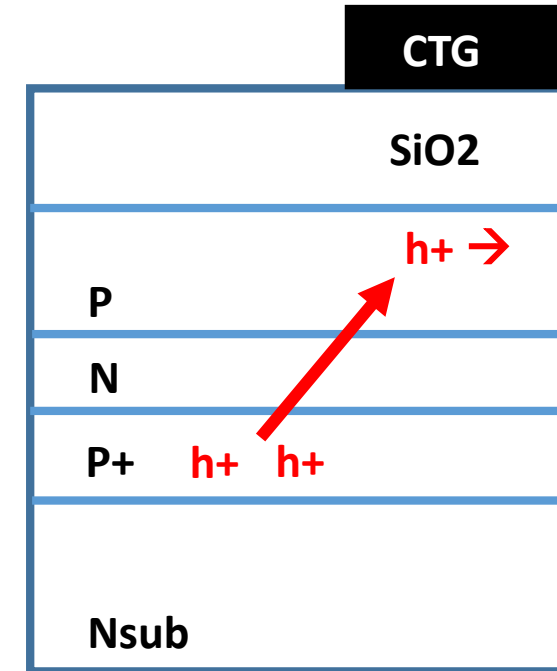 CTG
SiO2
h+ →
P
N
P+ h+ h+
Nsub